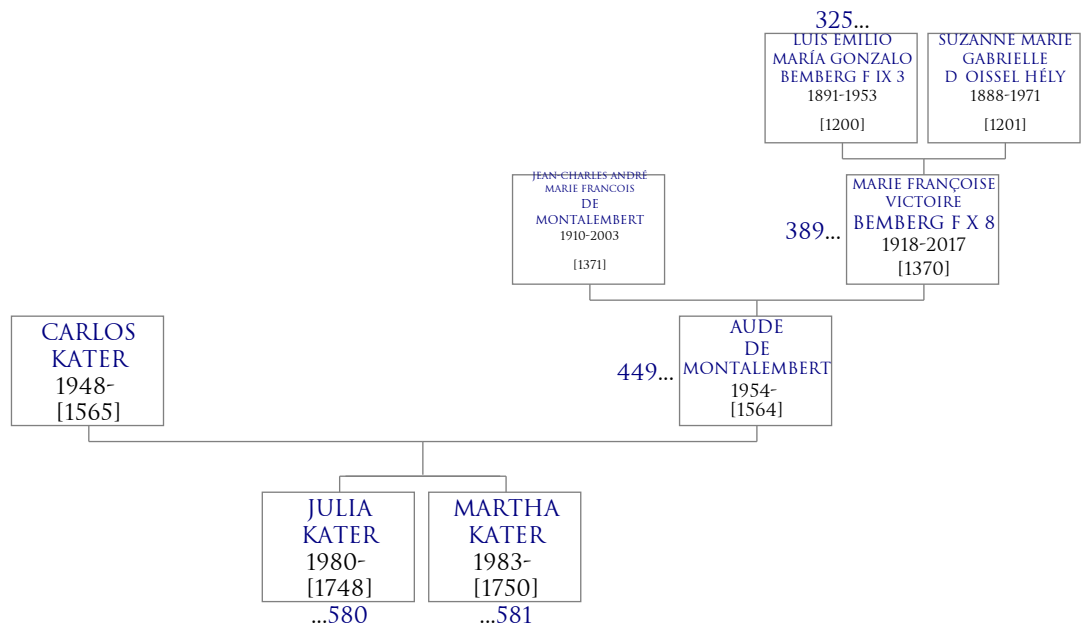 325...
LUIS EMILIO
MARÍA GONZALO
BEMBERG F IX 3
1891-1953
[1200]
SUZANNE MARIE
GABRIELLE
D OISSEL HÉLY
1888-1971
[1201]
JEAN-CHARLES ANDRÉ
MARIE FRANCOIS
DE
MONTALEMBERT
1910-2003
[1371]
389...
MARIE FRANÇOISE
VICTOIRE
BEMBERG F X 8
1918-2017
[1370]
CARLOS
KATER
1948-
[1565]
449...
AUDE
DE
MONTALEMBERT
1954-
[1564]
JULIA
KATER
1980-
[1748]
...580
MARTHA
KATER
1983-
[1750]
...581